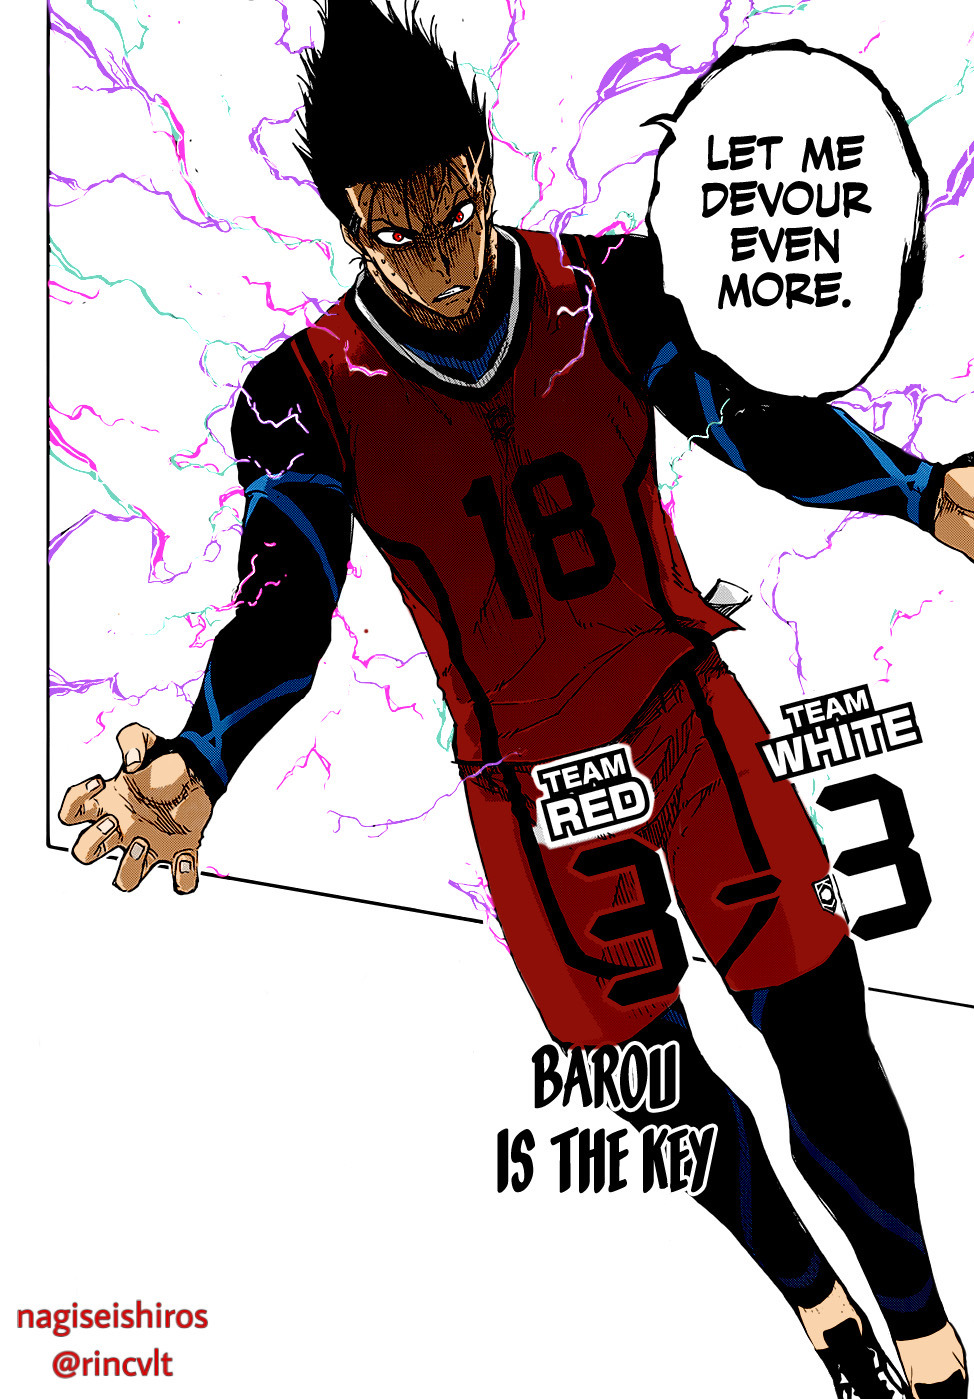 LET ME
DEVOUR
EVEN
MORE.
18
TEAM
RED
3
TEAM
WHITE
3
BAROU
IS THE KEY
nagiseishiros
@rincvlt